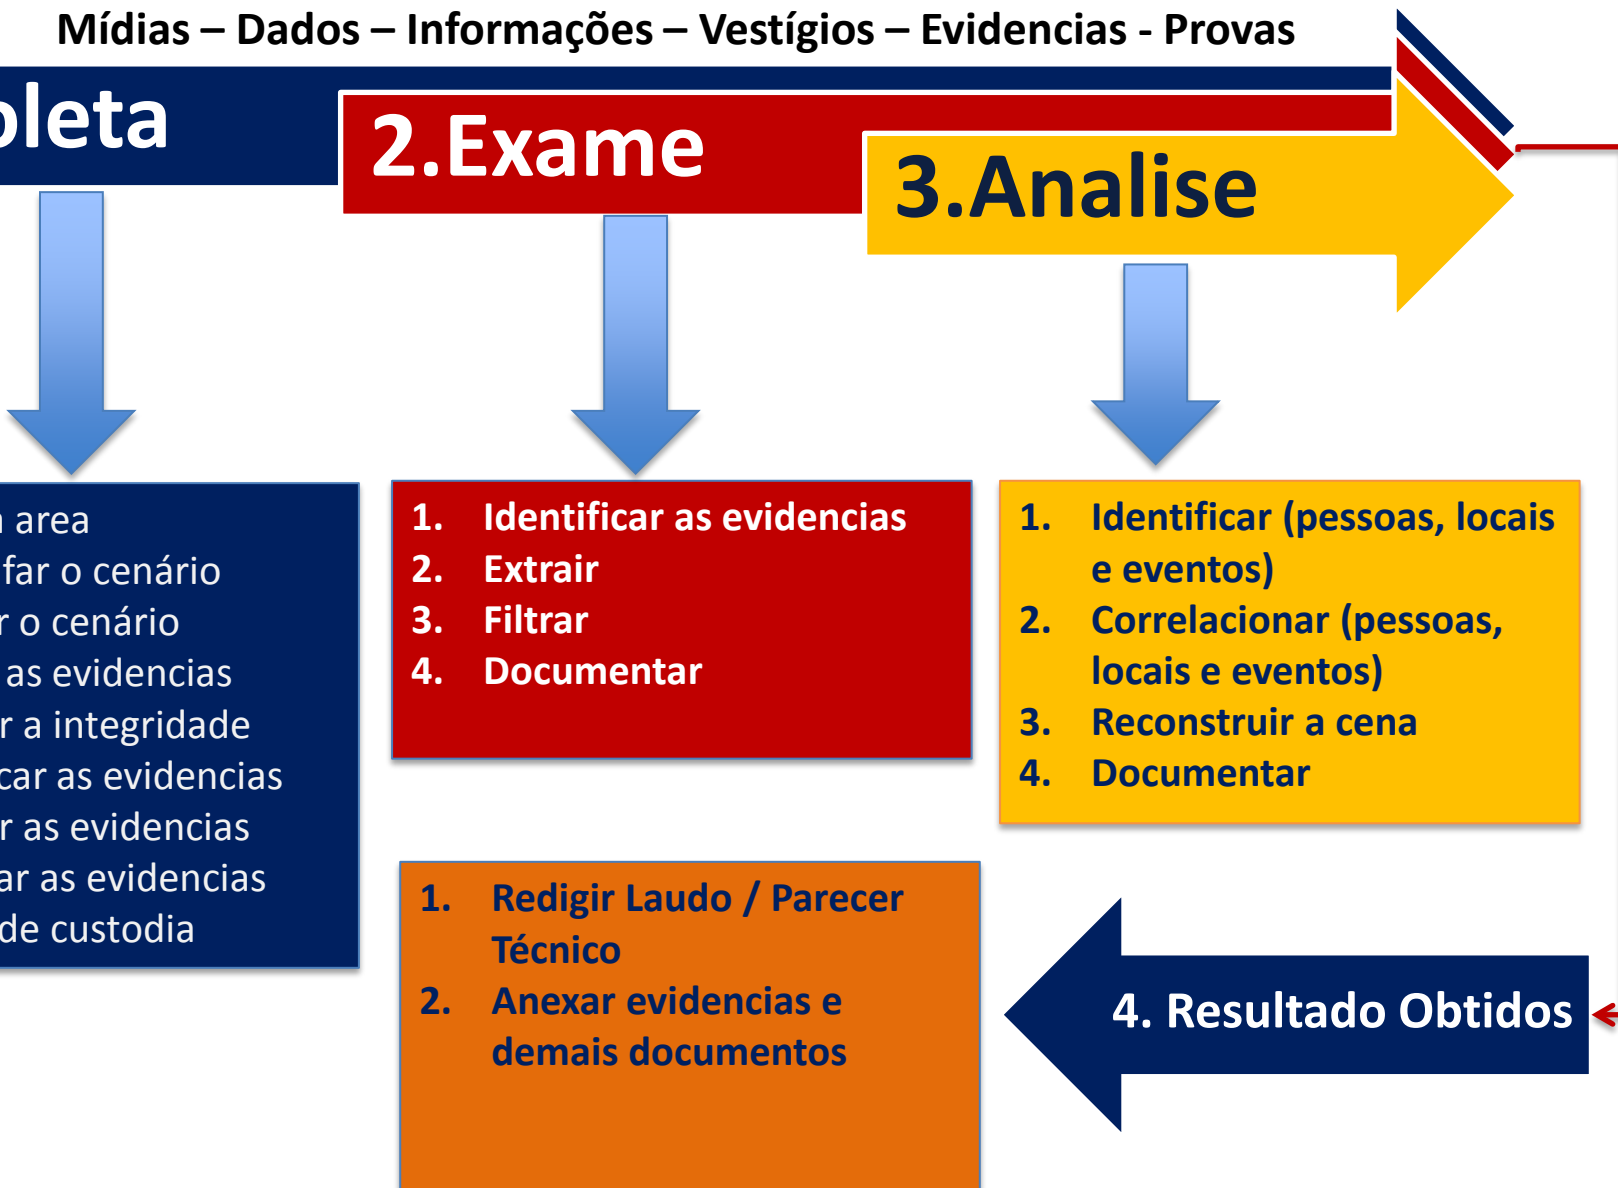 Mídias – Dados – Informações – Vestígios – Evidencias - Provas
oleta
2.Exame
3.Analise
area
far o cenário
r o cenário
as evidencias
r a integridade
car as evidencias
r as evidencias
ar as evidencias
de custodia
1. Identificar as evidencias
2. Extrair
3. Filtrar
4. Documentar
1. Identificar (pessoas, locais
e eventos)
2. Correlacionar (pessoas,
locais e eventos)
3. Reconstruir a cena
4. Documentar
1. Redigir Laudo / Parecer
Técnico
2. Anexar evidencias e
demais documentos
4. Resultado Obtidos